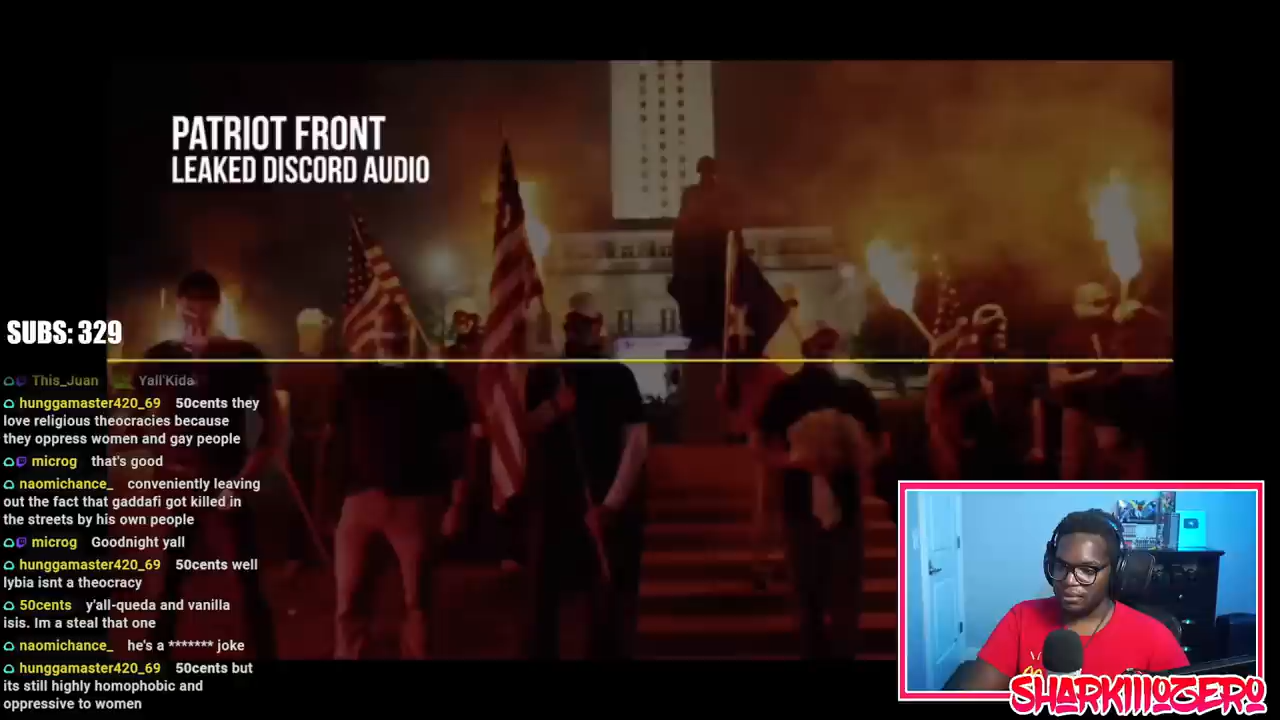 PATRIOT FRONT
LEAKED DISCORD AUDIO
SUBS: 329
This_Juan Yall'Kida
hunggamaster420_69 50cents they
love religious theocracies because
they oppress women and gay people
microg that's good
naomichance_ conveniently leaving
out the fact that gaddafi got killed in
the streets by his own people
microg Goodnight yall
hunggamaster420_69 50cents well
lybia isnt a theocracy
50cents y'all-queda and vanilla
isis. Im a steal that one
naomichance_ he's a ******* joke
hunggamaster420_69 50cents but
its still highly homophobic and
oppressive to women
SHARK1110ZERO